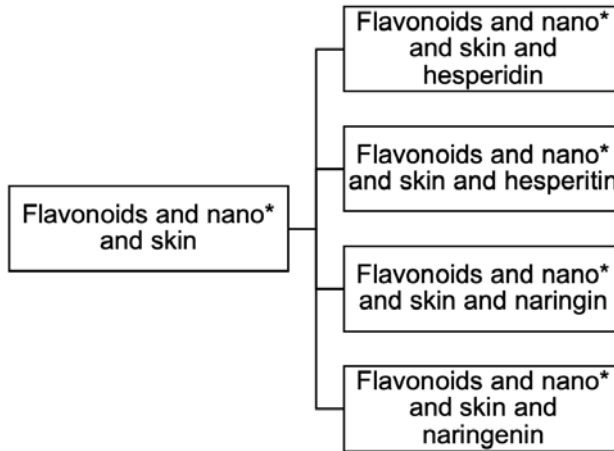 Flavonoids and nano*
and skin
Flavonoids and nano*
and skin and
hesperidin
Flavonoids and nano*
and skin and hesperitin
Flavonoids and nano*
and skin and naringin
Flavonoids and nano*
and skin and
naringenin